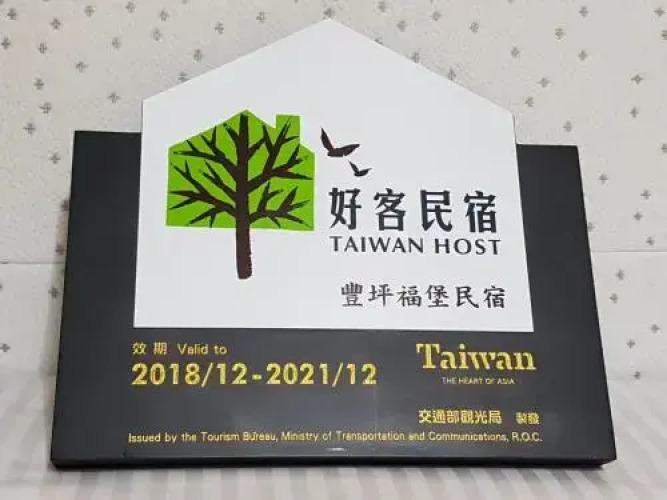 好客民宿
TAIWAN HOST
豐坪福堡民宿
效期 Valid to
2018/12-2021/12
Taiwan
THE HEART OF ASIA
交通部觀光局 製發
Issued by the Tourism Bureau, Ministry of Transportation and Communications, R.O.C.